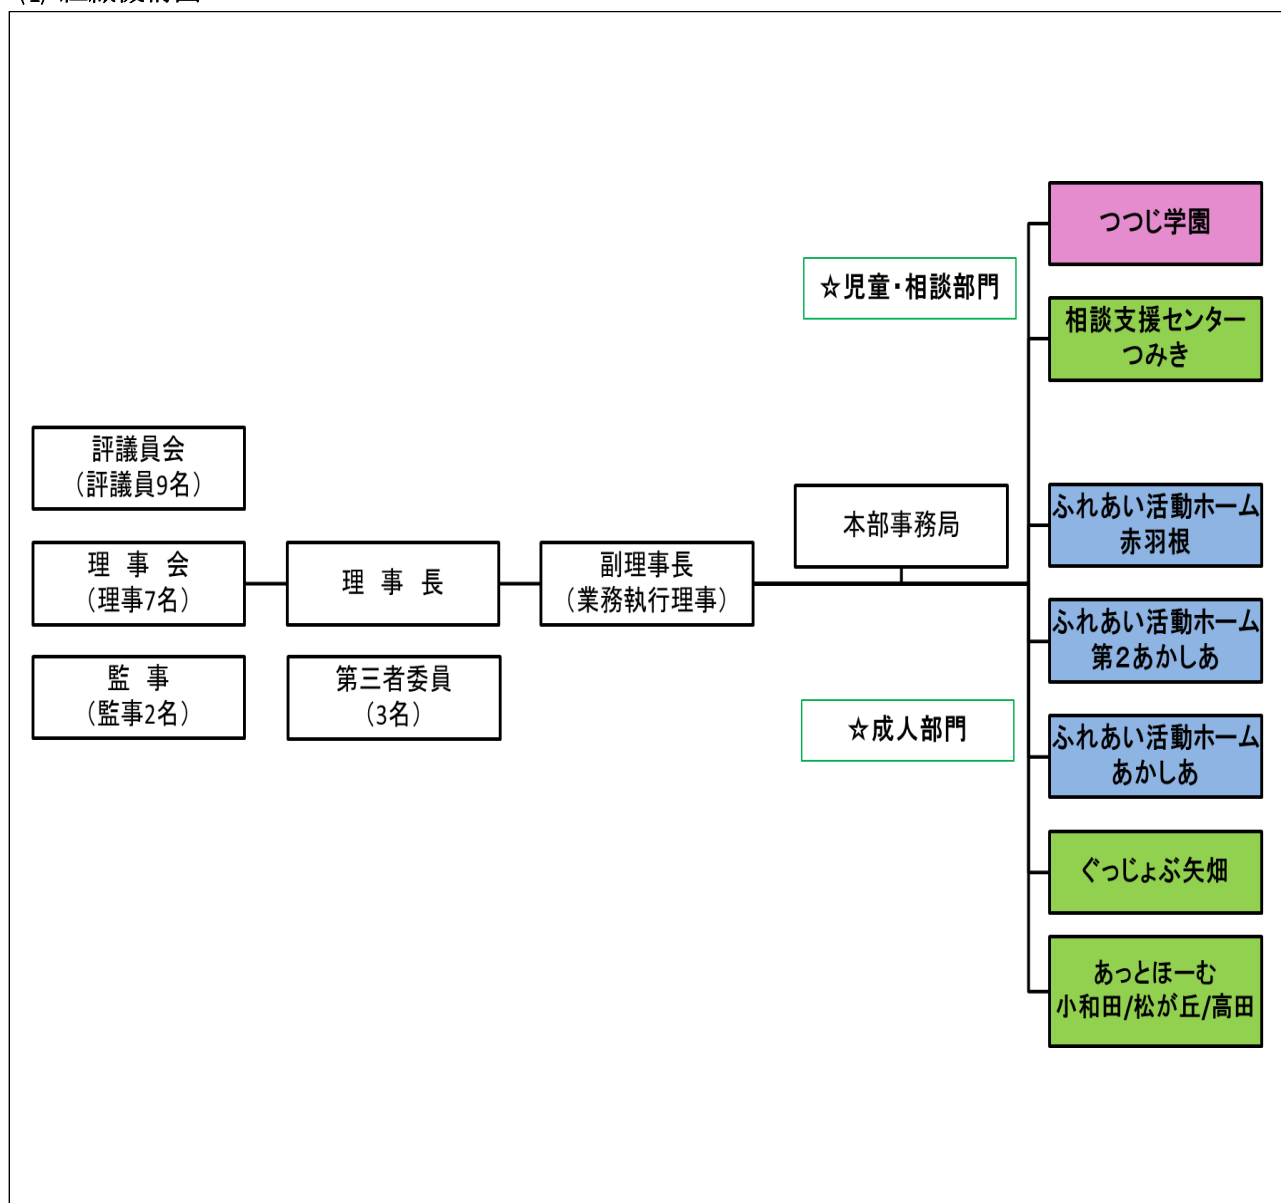 つつじ学園
☆児童・相談部門
相談支援センター
つみき
評議員会
（評議員9名）
理 事 会
（理事7名）
理 事 長
副理事長
（業務執行理事）
本部事務局
監 事
（監事2名）
第三者委員
（3名）
ふれあい活動ホーム
赤羽根
ふれあい活動ホーム
第２あかしあ
☆成人部門
ふれあい活動ホーム
あかしあ
ぐっじょぶ矢畑
あっとほーむ
小和田/松が丘/高田